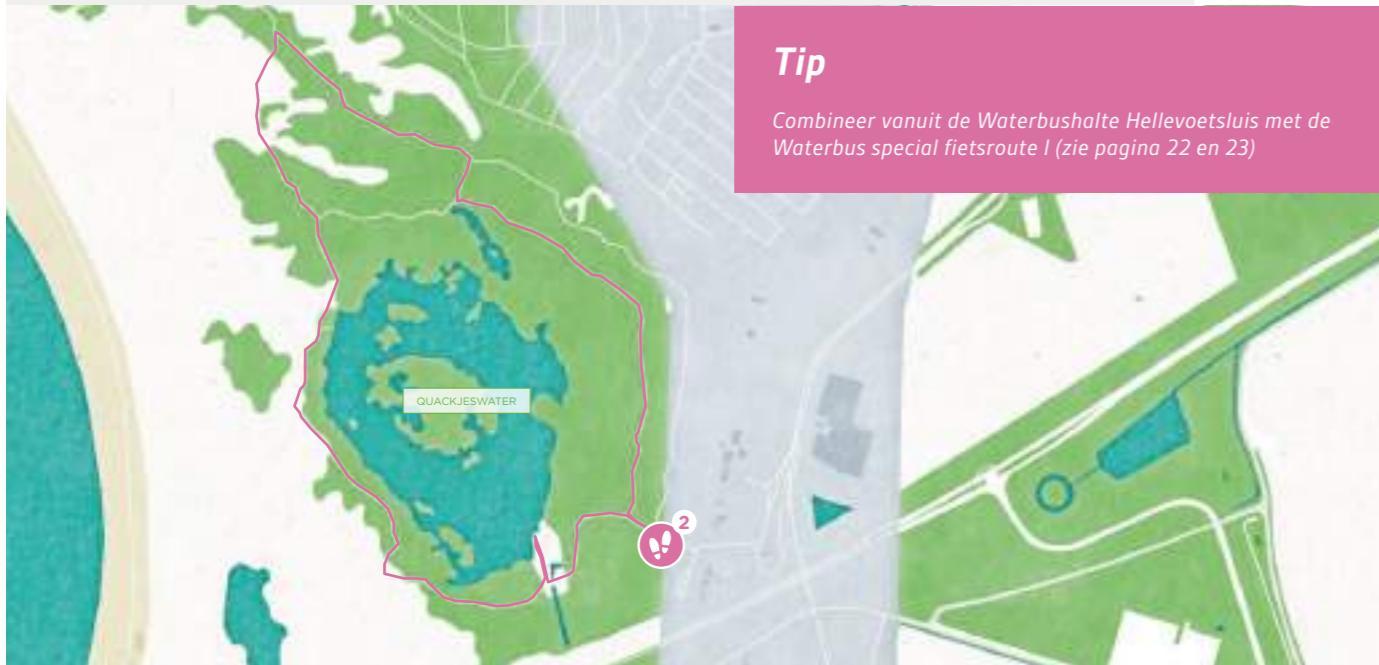 Tip
Combineer vanuit de Waterbushalte Hellevoetsluis met de
Waterbus special fietsroute I (zie pagina 22 en 23)
QUACKJESWATER
2